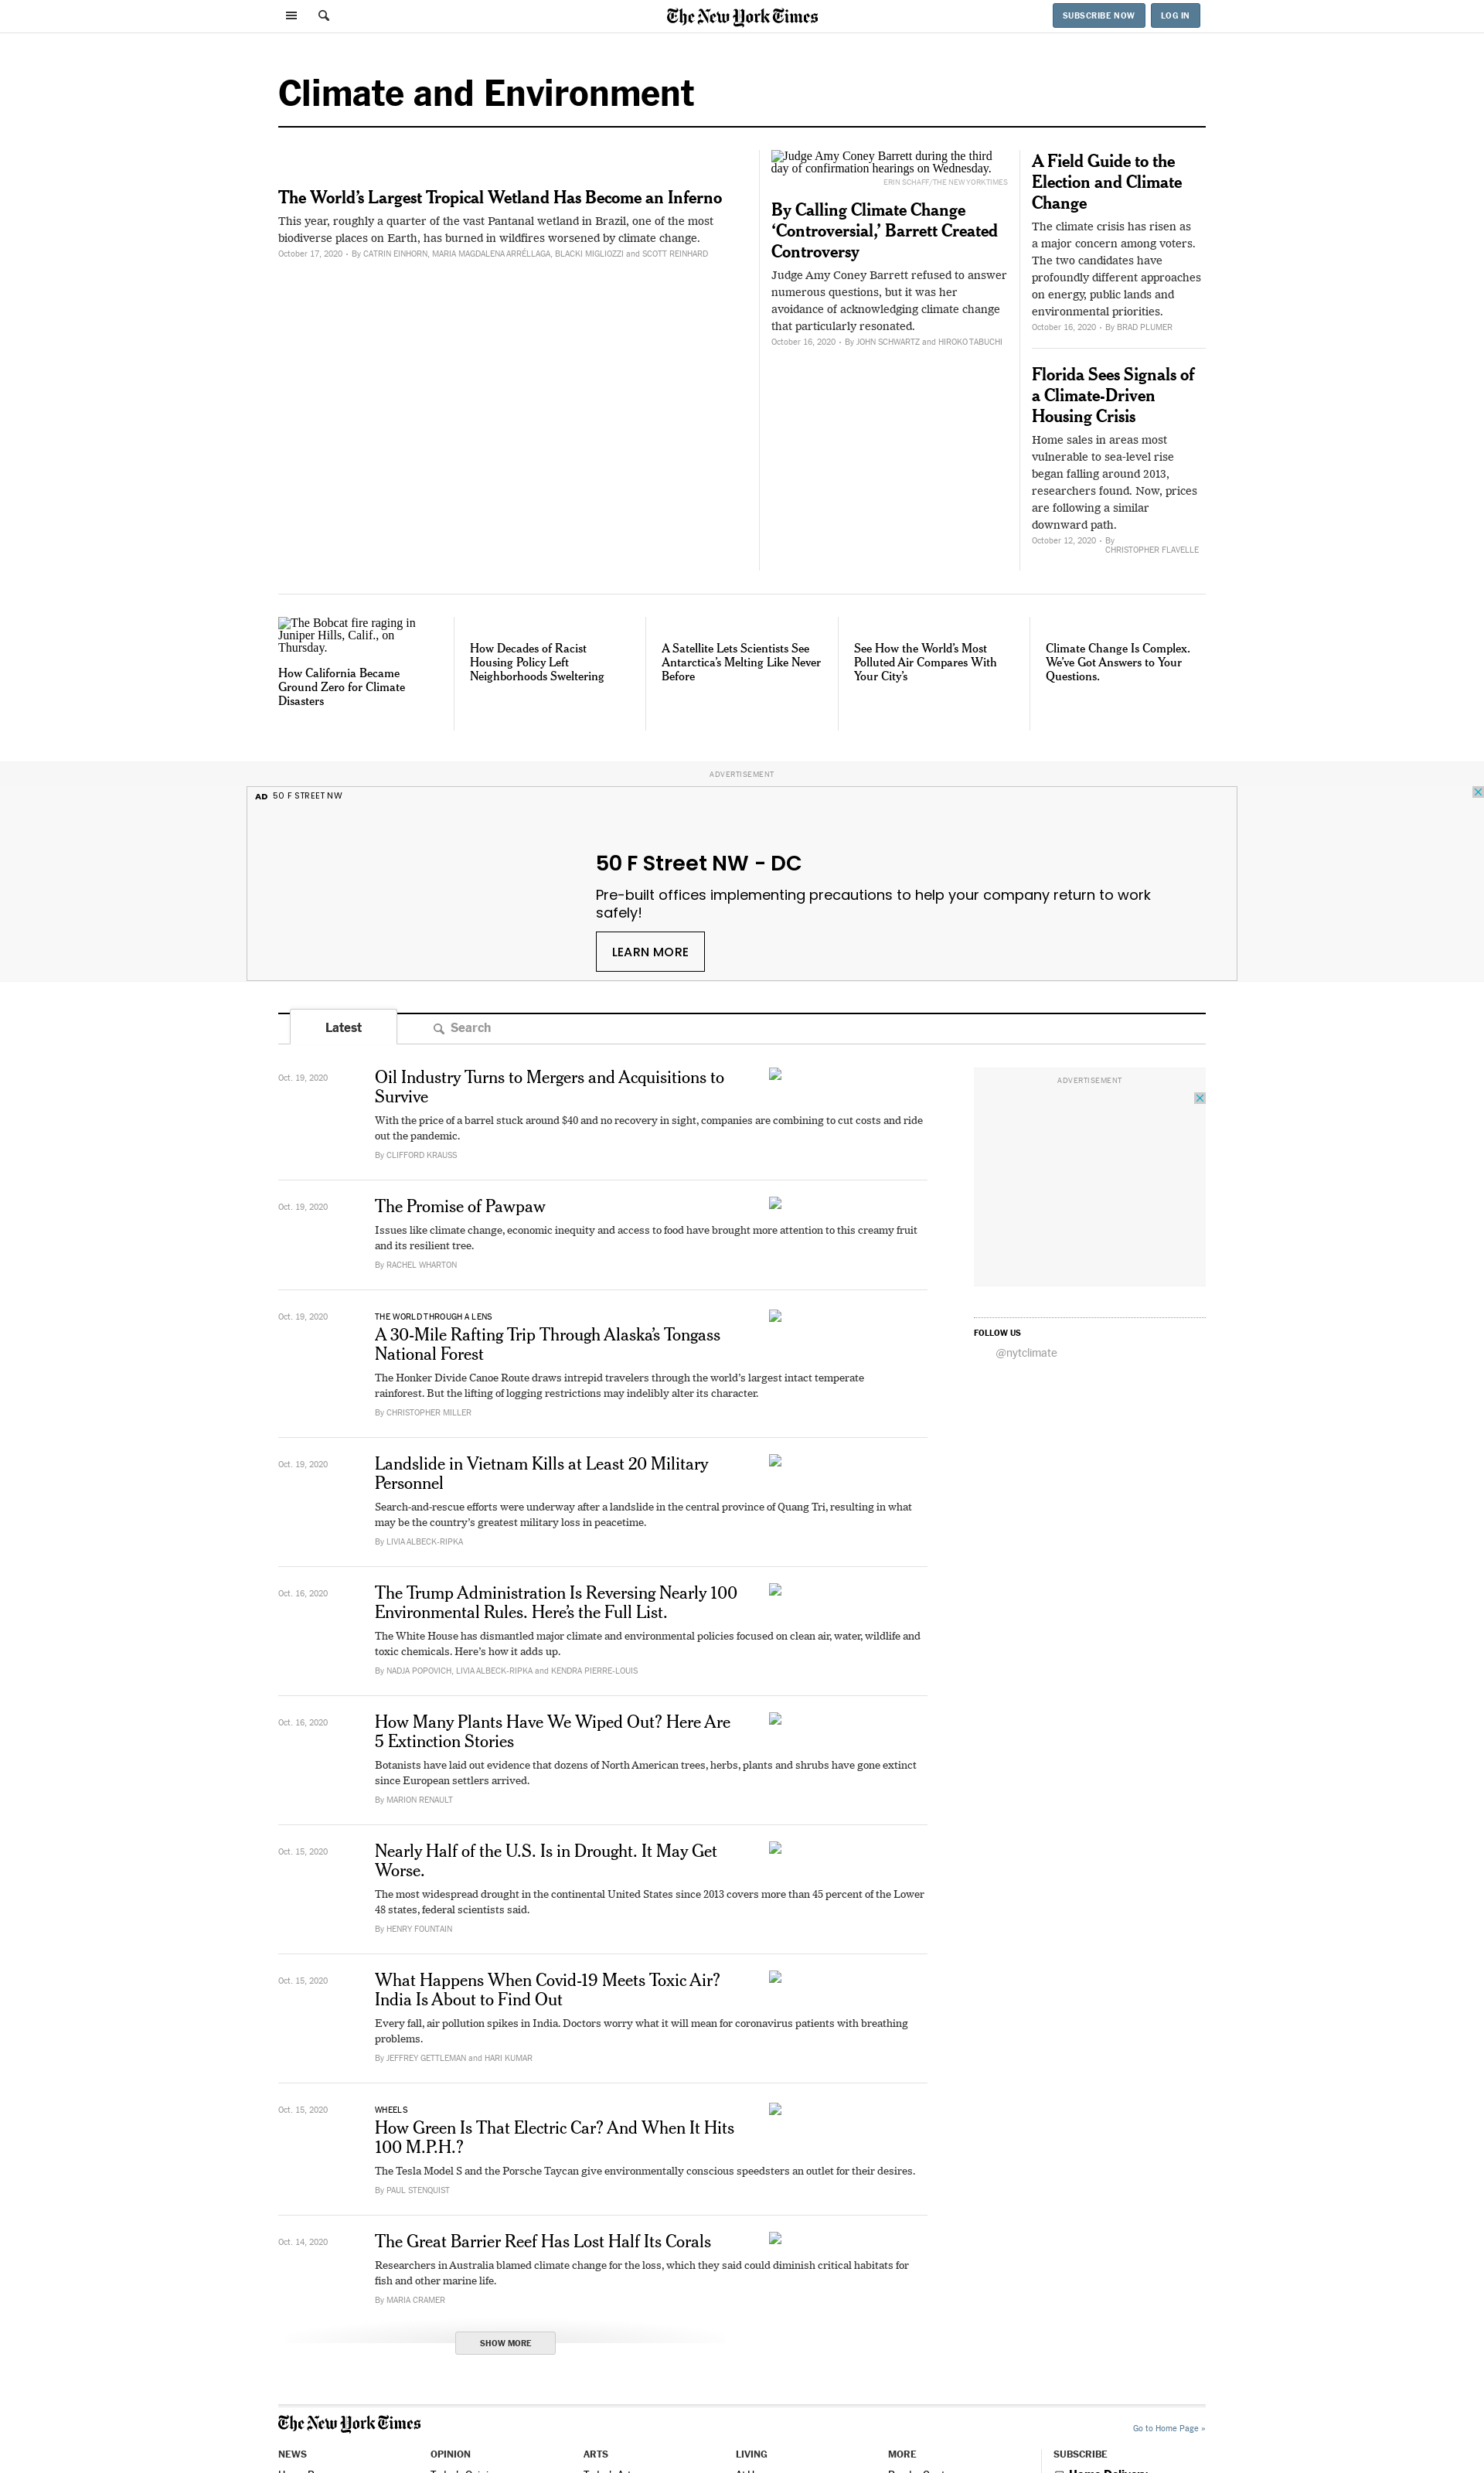 The New York Times
SUBSCRIBE NOW
LOG IN
Climate and Environment
The World’s Largest Tropical Wetland Has Become an Inferno
This year, roughly a quarter of the vast Pantanal wetland in Brazil, one of the most
biodiverse places on Earth, has burned in wildfires worsened by climate change.
October 17, 2020 • By CATRIN EINHORN, MARIA MAGDALENA ARRÉLLAGA, BLACKI MIGLIOZZI and SCOTT REINHARD
Judge Amy Coney Barrett during the third
day of confirmation hearings on Wednesday.
ERIN SCHAFF/THE NEW YORK TIMES
By Calling Climate Change
‘Controversial,’ Barrett Created
Controversy
Judge Amy Coney Barrett refused to answer
numerous questions, but it was her
avoidance of acknowledging climate change
that particularly resonated.
October 16, 2020 • By JOHN SCHWARTZ and HIROKO TABUCHI
A Field Guide to the
Election and Climate
Change
The climate crisis has risen as
a major concern among voters.
The two candidates have
profoundly different approaches
on energy, public lands and
environmental priorities.
October 16, 2020 • By BRAD PLUMER
Florida Sees Signals of
a Climate-Driven
Housing Crisis
Home sales in areas most
vulnerable to sea-level rise
began falling around 2013,
researchers found. Now, prices
are following a similar
downward path.
October 12, 2020 • By
CHRISTOPHER FLAVELLE
The Bobcat fire raging in
Juniper Hills, Calif., on
Thursday.
How California Became
Ground Zero for Climate
Disasters
How Decades of Racist
Housing Policy Left
Neighborhoods Sweltering
A Satellite Lets Scientists See
Antarctica’s Melting Like Never
Before
See How the World’s Most
Polluted Air Compares With
Your City’s
Climate Change Is Complex.
We’ve Got Answers to Your
Questions.
ADVERTISEMENT
AD 50 F STREET NW
50 F Street NW - DC
Pre-built offices implementing precautions to help your company return to work
safely!
LEARN MORE
Latest
Search
Oct. 19, 2020
Oil Industry Turns to Mergers and Acquisitions to
Survive
With the price of a barrel stuck around $40 and no recovery in sight, companies are combining to cut costs and ride
out the pandemic.
By CLIFFORD KRAUSS
ADVERTISEMENT
Oct. 19, 2020
The Promise of Pawpaw
Issues like climate change, economic inequity and access to food have brought more attention to this creamy fruit
and its resilient tree.
By RACHEL WHARTON
FOLLOW US
@nytclimate
Oct. 19, 2020
THE WORLD THROUGH A LENS
A 30-Mile Rafting Trip Through Alaska’s Tongass
National Forest
The Honker Divide Canoe Route draws intrepid travelers through the world’s largest intact temperate
rainforest. But the lifting of logging restrictions may indelibly alter its character.
By CHRISTOPHER MILLER
Oct. 19, 2020
Landslide in Vietnam Kills at Least 20 Military
Personnel
Search-and-rescue efforts were underway after a landslide in the central province of Quang Tri, resulting in what
may be the country’s greatest military loss in peacetime.
By LIVIA ALBECK-RIPKA
Oct. 16, 2020
The Trump Administration Is Reversing Nearly 100
Environmental Rules. Here’s the Full List.
The White House has dismantled major climate and environmental policies focused on clean air, water, wildlife and
toxic chemicals. Here’s how it adds up.
By NADJA POPOVICH, LIVIA ALBECK-RIPKA and KENDRA PIERRE-LOUIS
Oct. 16, 2020
How Many Plants Have We Wiped Out? Here Are
5 Extinction Stories
Botanists have laid out evidence that dozens of North American trees, herbs, plants and shrubs have gone extinct
since European settlers arrived.
By MARION RENAULT
Oct. 15, 2020
Nearly Half of the U.S. Is in Drought. It May Get
Worse.
The most widespread drought in the continental United States since 2013 covers more than 45 percent of the Lower
48 states, federal scientists said.
By HENRY FOUNTAIN
Oct. 15, 2020
What Happens When Covid-19 Meets Toxic Air?
India Is About to Find Out
Every fall, air pollution spikes in India. Doctors worry what it will mean for coronavirus patients with breathing
problems.
By JEFFREY GETTLEMAN and HARI KUMAR
Oct. 15, 2020
WHEELS
How Green Is That Electric Car? And When It Hits
100 M.P.H.?
The Tesla Model S and the Porsche Taycan give environmentally conscious speedsters an outlet for their desires.
By PAUL STENQUIST
Oct. 14, 2020
The Great Barrier Reef Has Lost Half Its Corals
Researchers in Australia blamed climate change for the loss, which they said could diminish critical habitats for
fish and other marine life.
By MARIA CRAMER
SHOW MORE
The New York Times
Go to Home Page »
NEWS
OPINION
ARTS
LIVING
MORE
SUBSCRIBE